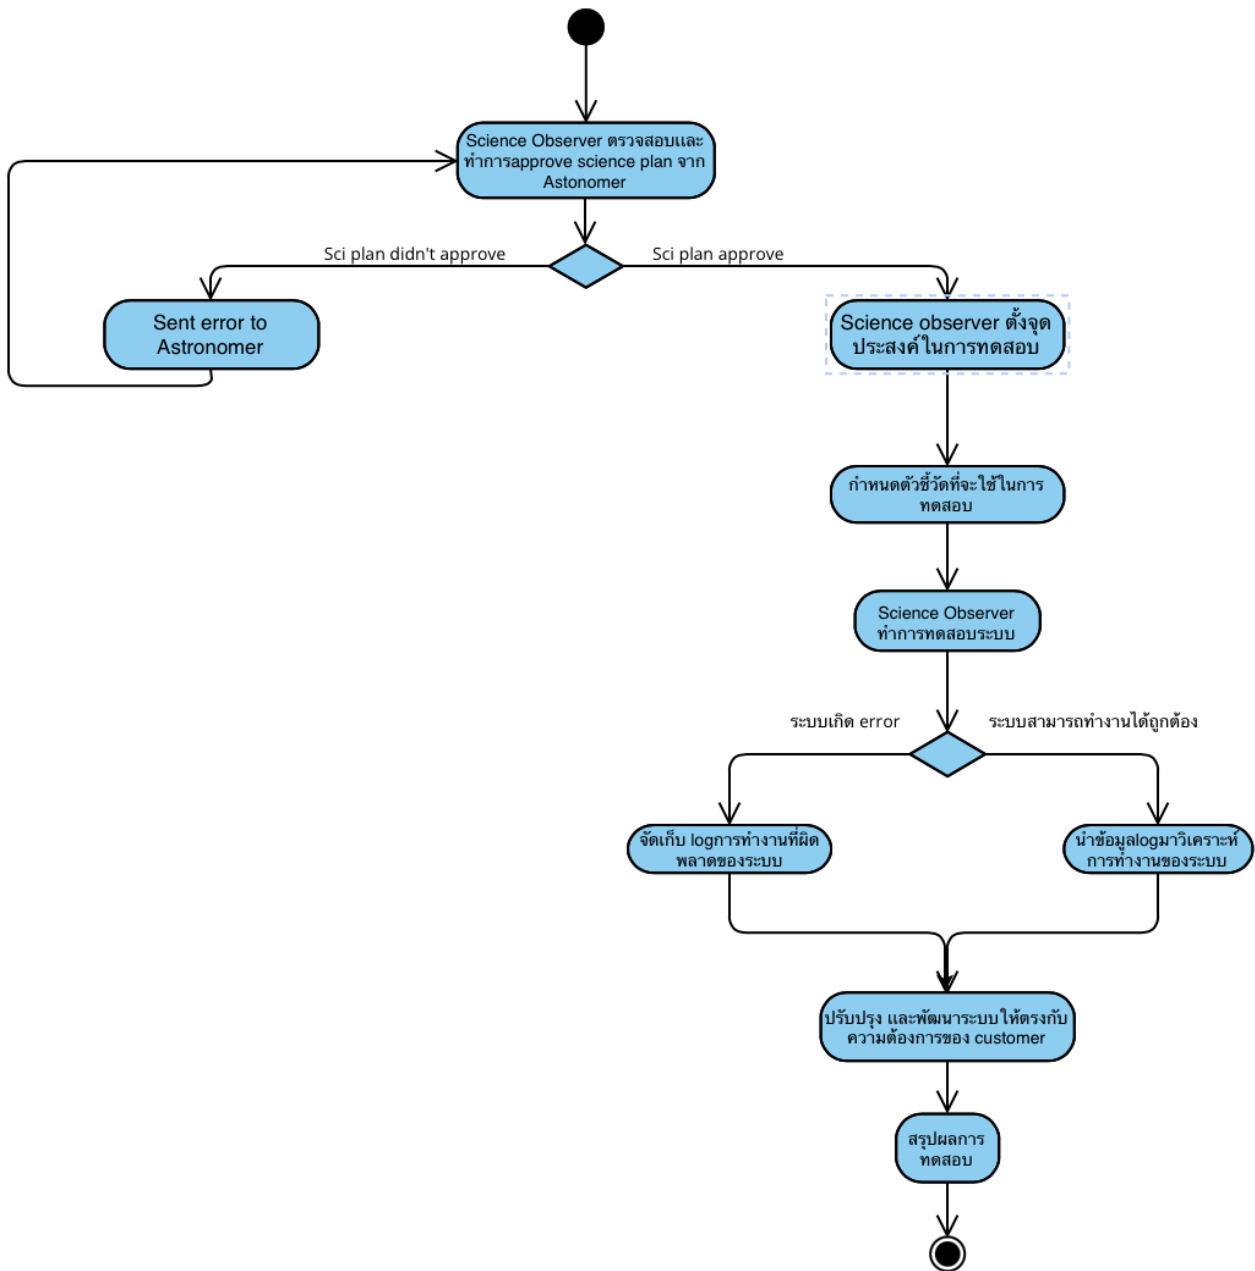 Science Observer ตรวจสอบและ
ทำการapprove science plan จาก
Astonomer
Sci plan didn't approve
Sci plan approve
Sent error to
Astronomer
Science observer ตั้งจุด
ประสงค์ในการทดสอบ
กำหนดตัวชี้วัดที่จะใช้ในการ
ทดสอบ
Science Observer
ทำการทดสอบระบบ
ระบบเกิด error
ระบบสามารถทำงานได้ถูกต้อง
จัดเก็บ logการทำงานที่ผิด
พลาดของระบบ
นำข้อมูลlogมาวิเคราะห์
การทำงานของระบบ
ปรับปรุง และพัฒนาระบบให้ตรงกับ
ความต้องการของ customer
สรุปผลการ
ทดสอบ